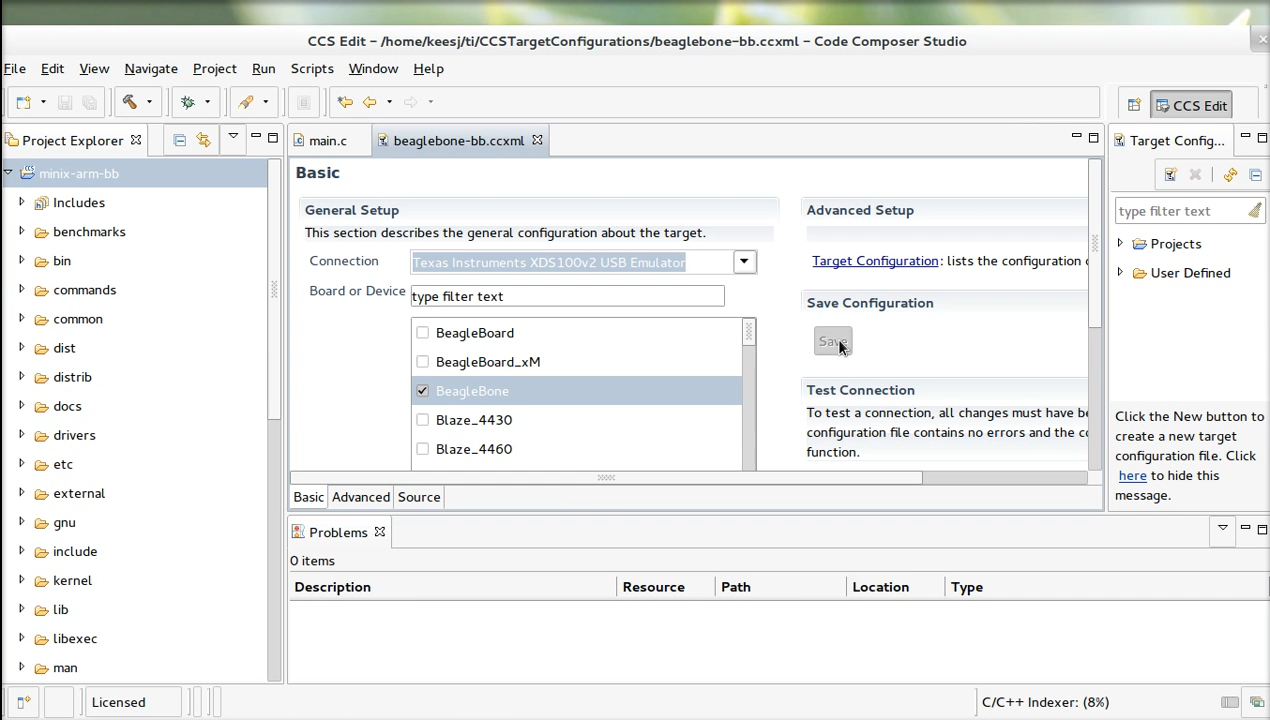 CCS Edit – /home/keesj/ti/CCSTargetConfigurations/beaglebone-bb.ccxml – Code Composer Studio
File Edit View Navigate Project Run Scripts Window Help
CCS Edit
Project Explorer
main.c
beaglebone-bb.ccxml
Target Config...
minix-arm-bb
Includes
benchmarks
bin
commands
common
dist
distrib
docs
drivers
etc
external
gnu
include
kernel
lib
libexec
man
Basic
General Setup
This section describes the general configuration about the target.
Connection
Texas Instruments XDS100v2 USB Emulator
Board or Device
type filter text
BeagleBoard
BeagleBoard_xM
BeagleBone
Blaze_4430
Blaze_4460
Advanced Setup
Target Configuration: lists the configuration o
Save Configuration
Save
Test Connection
To test a connection, all changes must have be
configuration file contains no errors and the co
function.
Basic Advanced Source
type filter text
Projects
User Defined
Click the New button to
create a new target
configuration file. Click
here to hide this
message.
Problems
0 items
Description Resource Path Location Type
Licensed
C/C++ Indexer: (8%)